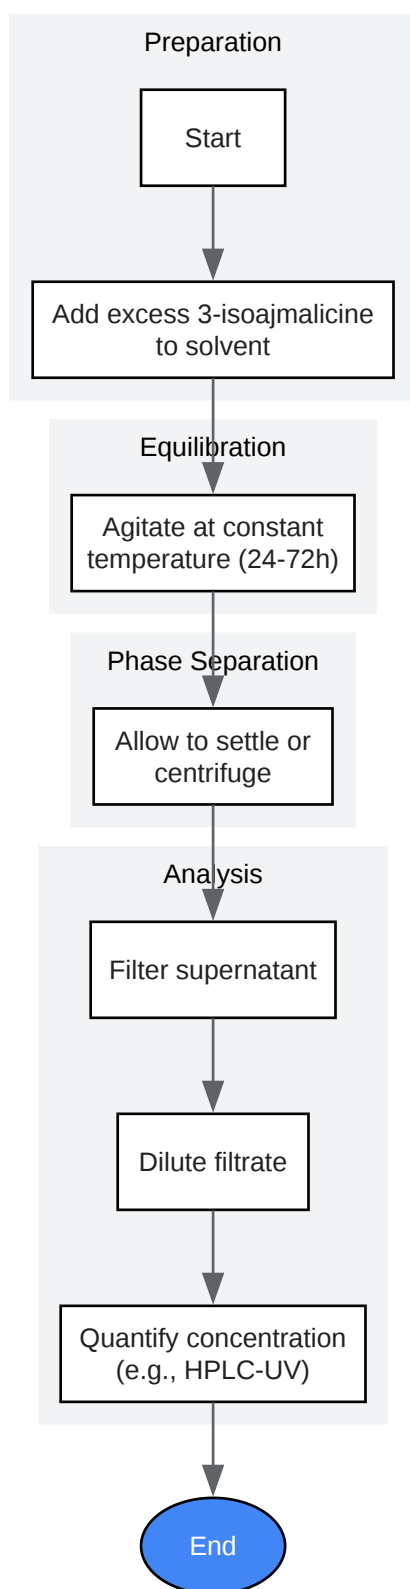 Preparation
Start
Add excess 3-isoajmalicine
to solvent
Equilibration
Agitate at constant
temperature (24-72h)
Phase Separation
Allow to settle or
centrifuge
Analysis
Filter supernatant
Dilute filtrate
Quantify concentration
(e.g., HPLC-UV)
End